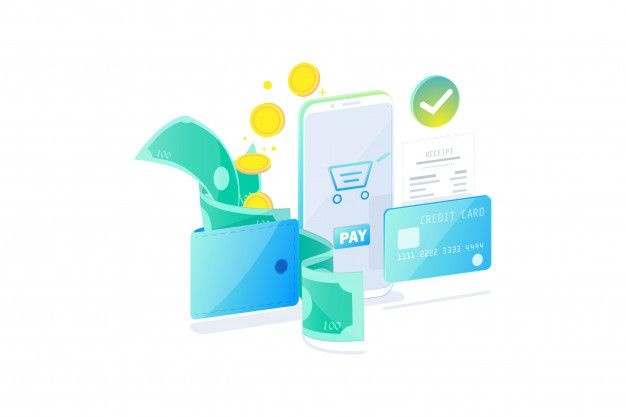 100
RECEIPT
CREDIT CARD
PAY
1111 2222 3333 4444
100